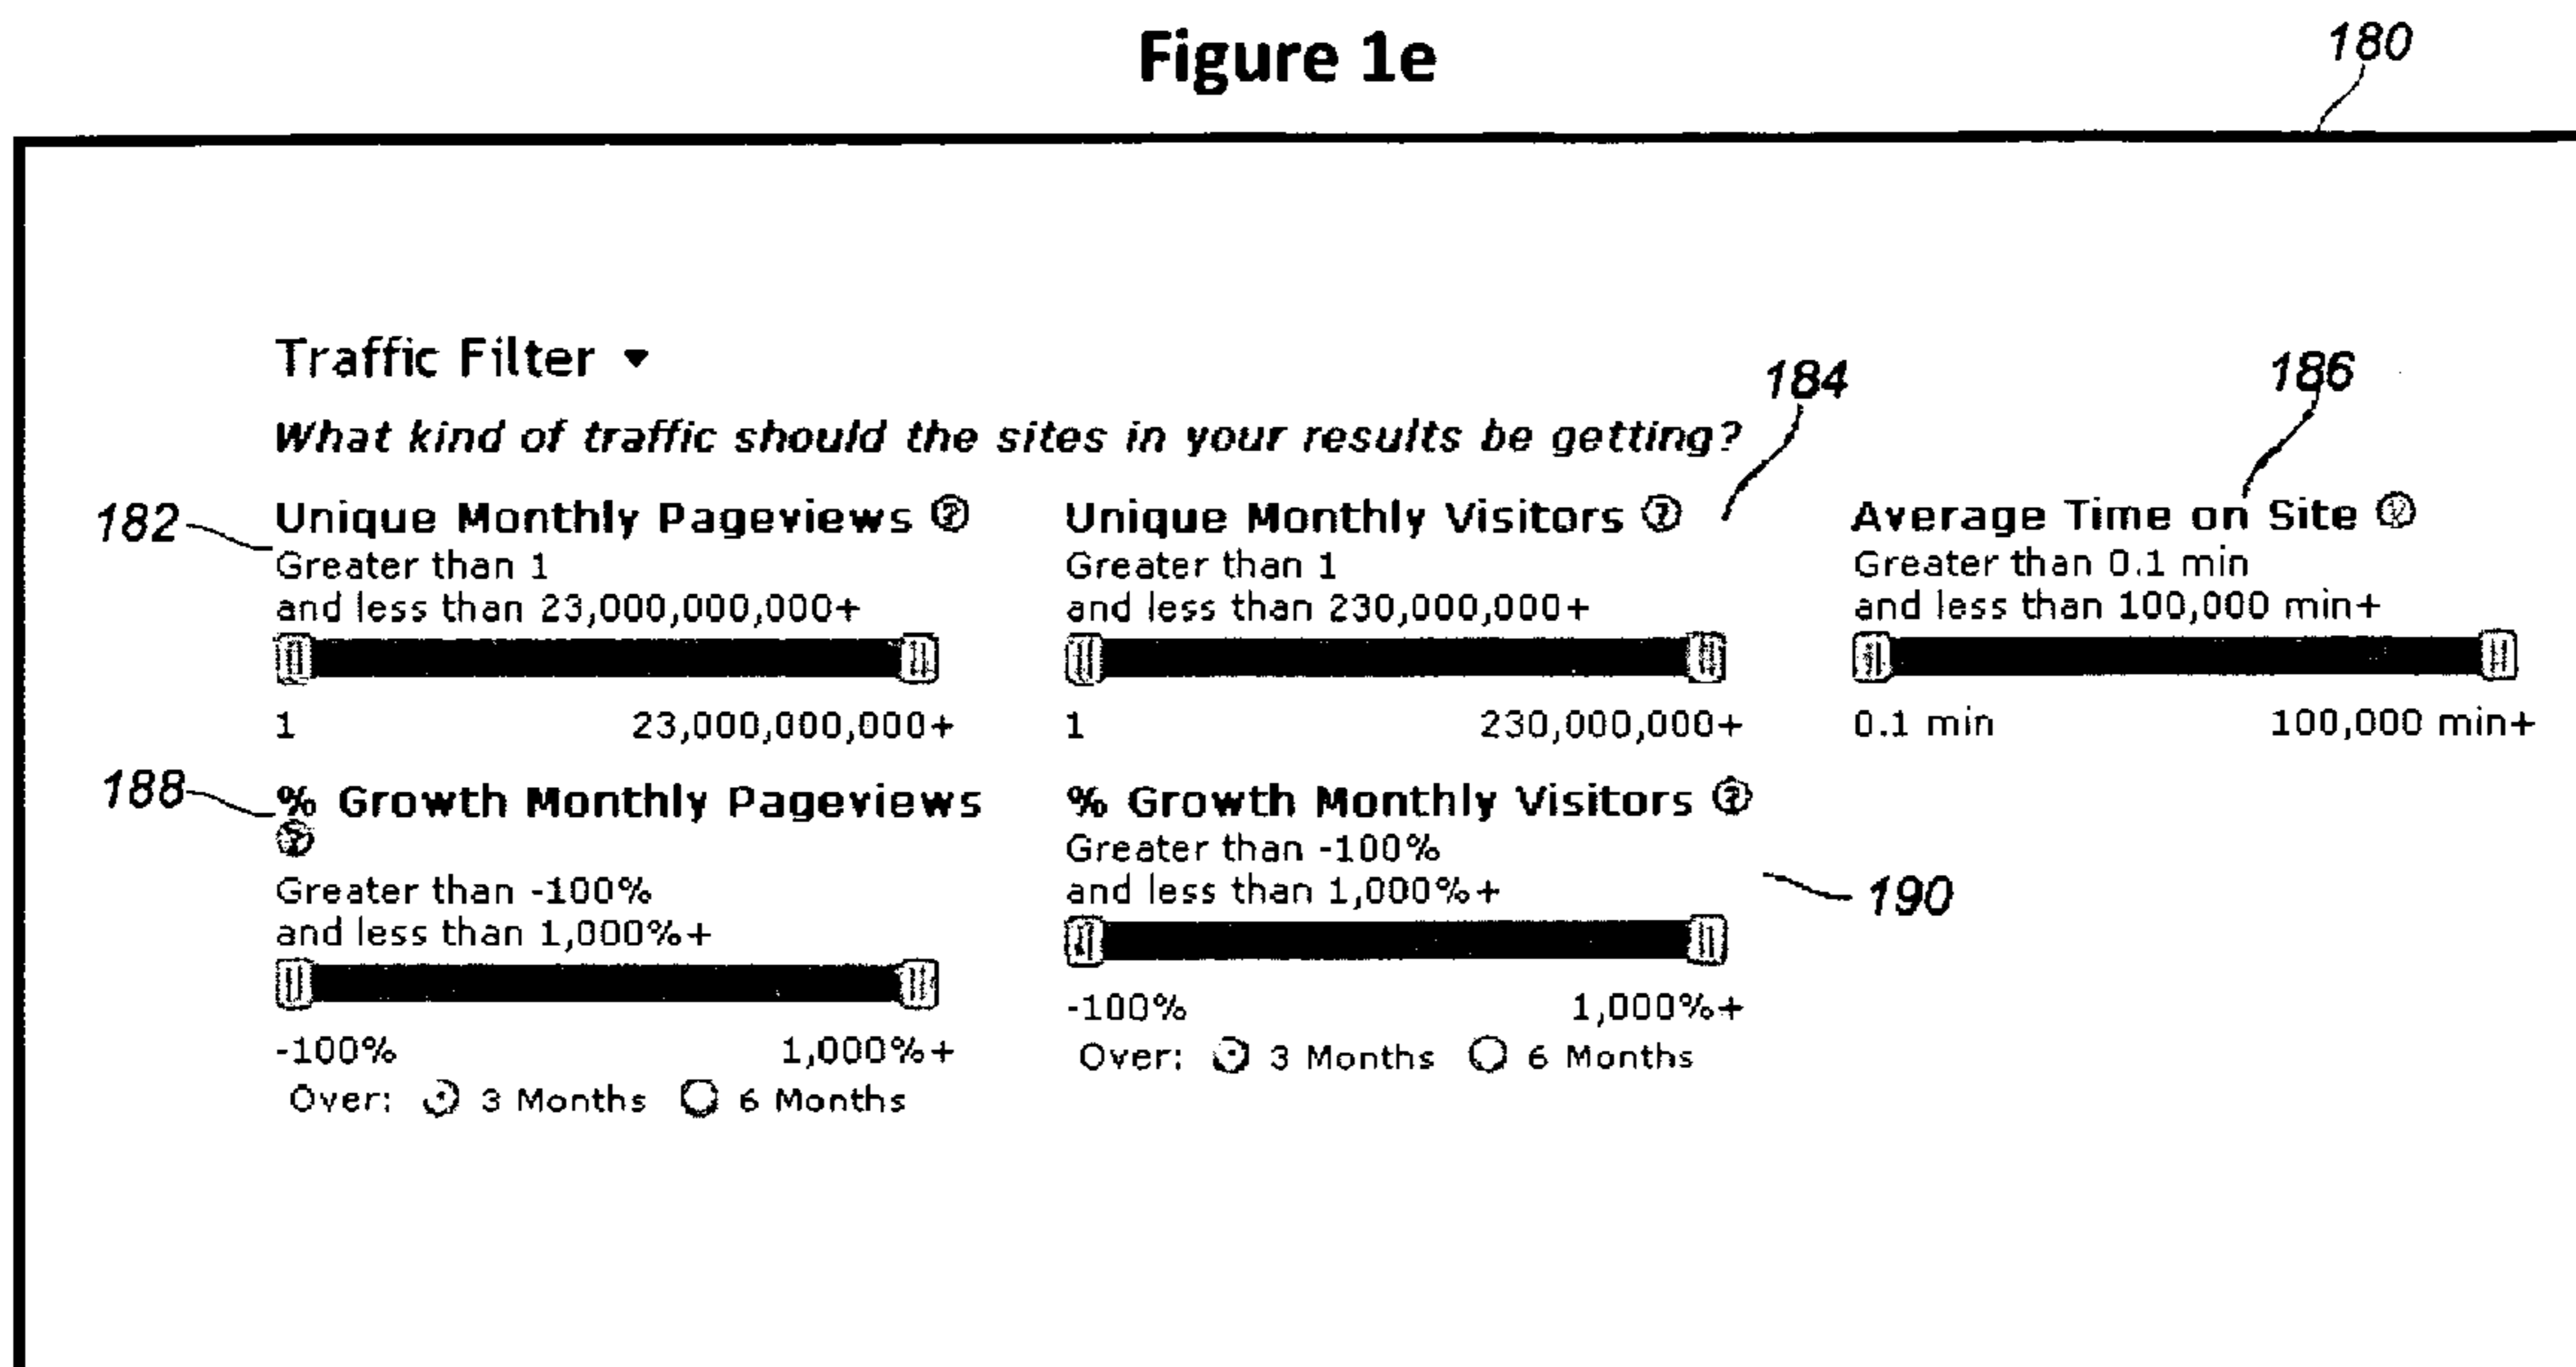 Figure 1e
180
Traffic Filter
What kind of traffic should the sites in your results be getting?
184
186
182
Unique Monthly Pageviews ?
Greater than 1
and less than 23,000,000,000+
1 23,000,000,000+
Unique Monthly Visitors ?
Greater than 1
and less than 230,000,000+
1 230,000,000+
Average Time on Site ?
Greater than 0.1 min
and less than 100,000 min+
0.1 min 100,000 min+
188
% Growth Monthly Pageviews
?
Greater than -100%
and less than 1,000%+
-100% 1,000%+
Over: 3 Months 6 Months
% Growth Monthly Visitors ?
Greater than -100%
and less than 1,000%+
190
-100% 1,000%+
Over: 3 Months 6 Months